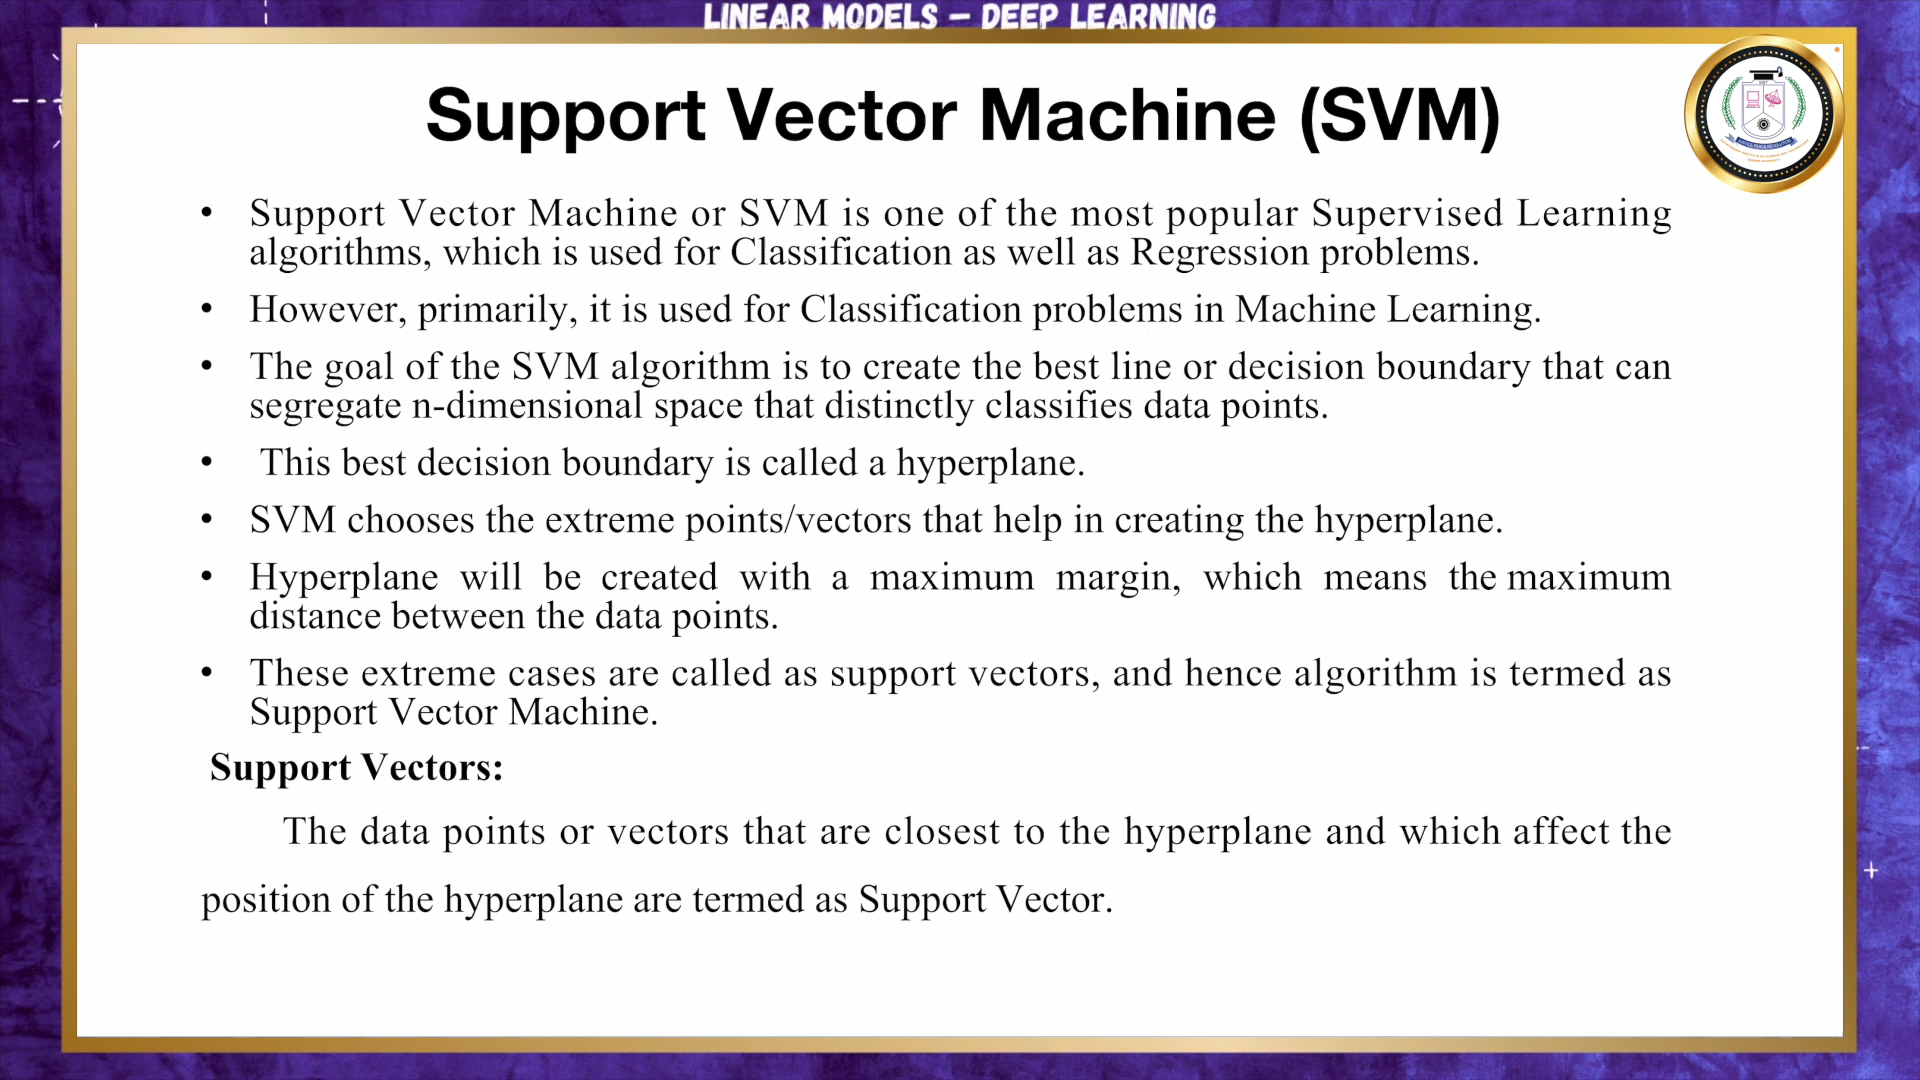 LINEAR MODELS – DEEP LEARNING
Support Vector Machine (SVM)
• Support Vector Machine or SVM is one of the most popular Supervised Learning
algorithms, which is used for Classification as well as Regression problems.
• However, primarily, it is used for Classification problems in Machine Learning.
• The goal of the SVM algorithm is to create the best line or decision boundary that can
segregate n-dimensional space that distinctly classifies data points.
• This best decision boundary is called a hyperplane.
• SVM chooses the extreme points/vectors that help in creating the hyperplane.
• Hyperplane will be created with a maximum margin, which means the maximum
distance between the data points.
• These extreme cases are called as support vectors, and hence algorithm is termed as
Support Vector Machine.
Support Vectors:
The data points or vectors that are closest to the hyperplane and which affect the
position of the hyperplane are termed as Support Vector.